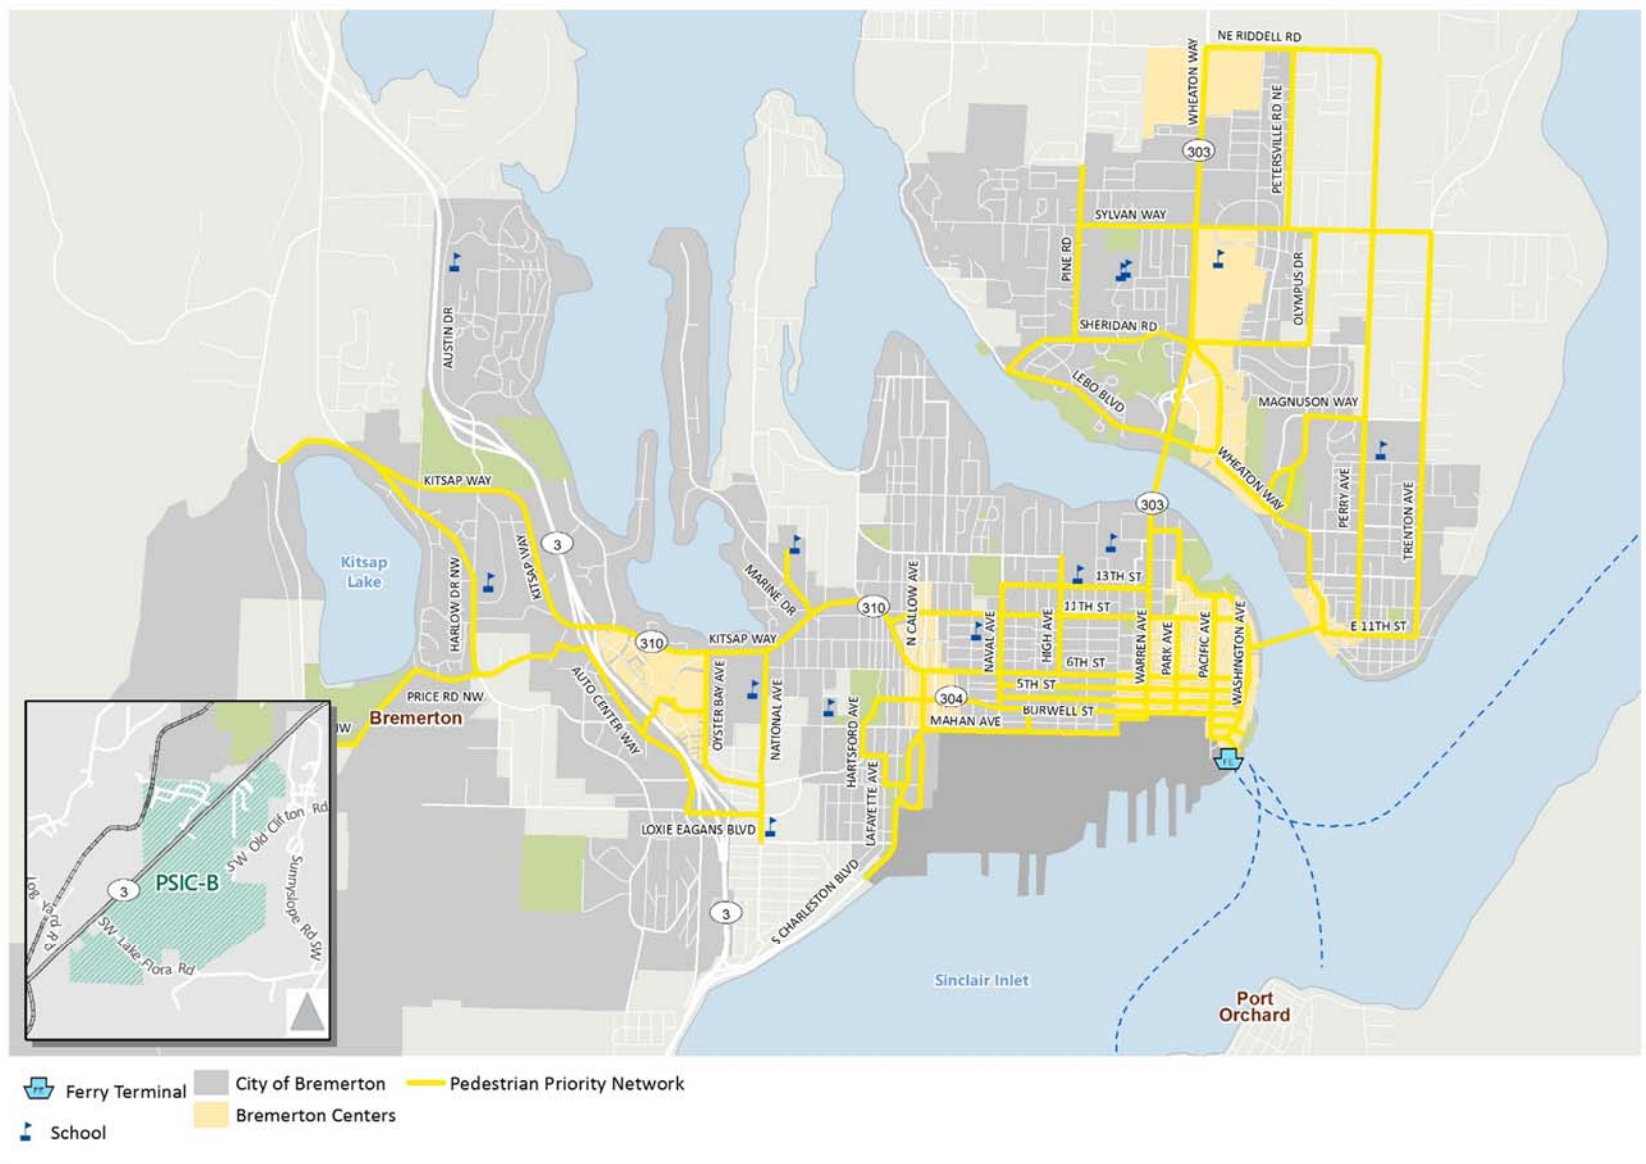 NE RIDDELL RD
WHEATON WAY
PETERSVILLE RD NE
303
SYLVAN WAY
PINE RD
OLYMPUS DR
SHERIDAN RD
AUSTIN DR
LEBO BLVD
MAGNUSON WAY
WHEATON WAY
KITSAP WAY
PERRY AVE
TRENTON AVE
303
3
KITSAP WAY
Kitsap
Lake
HARLOW DR NW
MARINE DR
N CALLOW AVE
13TH ST
310
11TH ST
NAVAL AVE
HIGH AVE
WARREN AVE
PARK AVE
PACIFIC AVE
WASHINGTON AVE
E 11TH ST
310
KITSAP WAY
6TH ST
5TH ST
OYSTER BAY AVE
NATIONAL AVE
PRICE RD NW
AUTO CENTER WAY
304
HARTSFORD AVE
MAHAN AVE
BURWELL ST
NW
Bremerton
LAFAYETTE AVE
LOXIE EAGANS BLVD
S CHARLESTON BLVD
3
Sinclair Inlet
Port
Orchard
SW Old Clifton Rd
PSIC-B
3
Log Yard Rd
Sunnyslope Rd SW
SW Lake Flora Rd
Ferry Terminal
City of Bremerton
Pedestrian Priority Network
Bremerton Centers
School